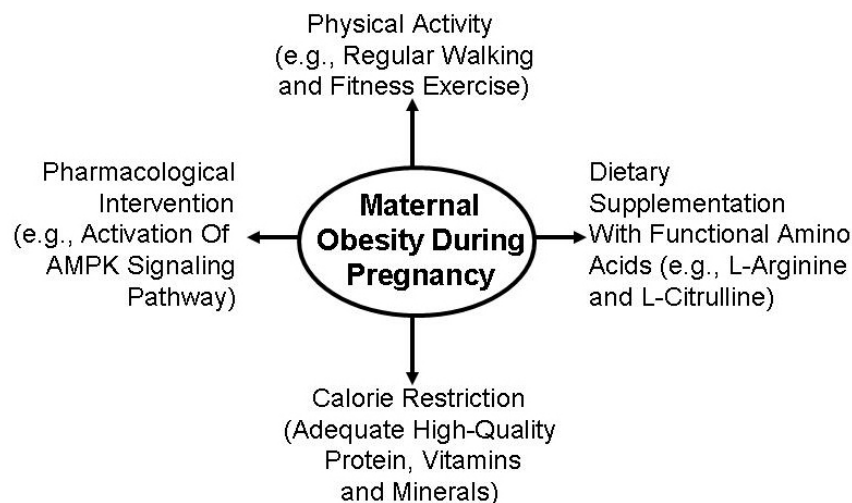 Physical Activity
(e.g., Regular Walking
and Fitness Exercise)
Pharmacological
Intervention
(e.g., Activation Of
AMPK Signaling
Pathway)
Maternal
Obesity During
Pregnancy
Dietary
Supplementation
With Functional Amino
Acids (e.g., L-Arginine
and L-Citrulline)
Calorie Restriction
(Adequate High-Quality
Protein, Vitamins
and Minerals)